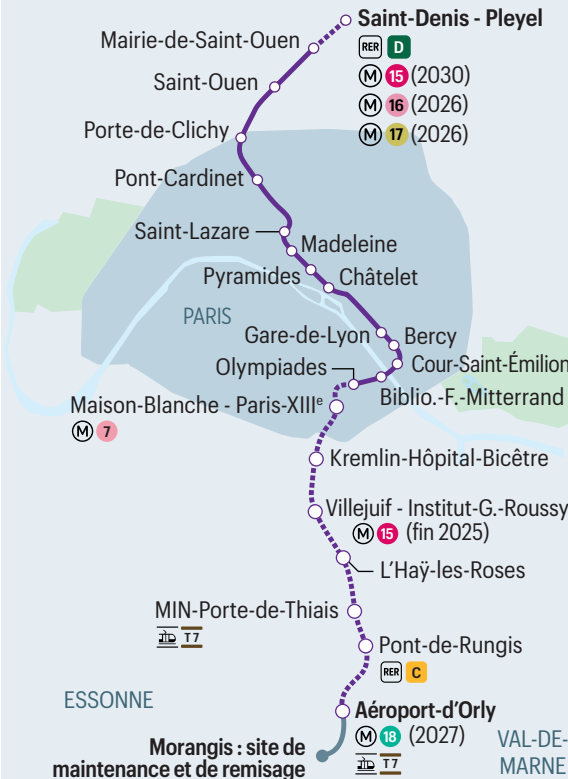 Saint-Denis - Pleyel
RER D
M 15 (2030)
M 16 (2026)
M 17 (2026)
Mairie-de-Saint-Ouen
Saint-Ouen
Porte-de-Clichy
Pont-Cardinet
Saint-Lazare
Madeleine
Pyramides
Châtelet
PARIS
Gare-de-Lyon
Bercy
Olympiades
Cour-Saint-Émilion
Biblio.-F.-Mitterrand
Maison-Blanche - Paris-XIIIe
M 7
Kremlin-Hôpital-Bicêtre
Villejuif - Institut-G.-Roussy
M 15 (fin 2025)
L'Haÿ-les-Roses
MIN-Porte-de-Thiais
T7
Pont-de-Rungis
RER C
ESSONNE
Aéroport-d'Orly
M 18 (2027)
T7
VAL-DE-
MARNE
Morangis : site de
maintenance et de remisage